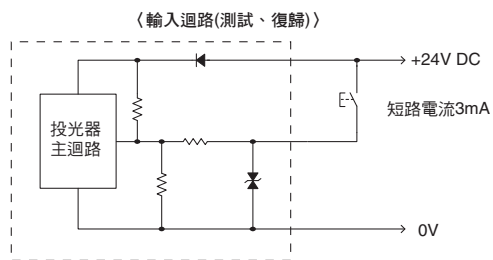 〈輸入迴路(測試、復歸)〉
+24V DC
投光器
主迴路
短路電流3mA
0V